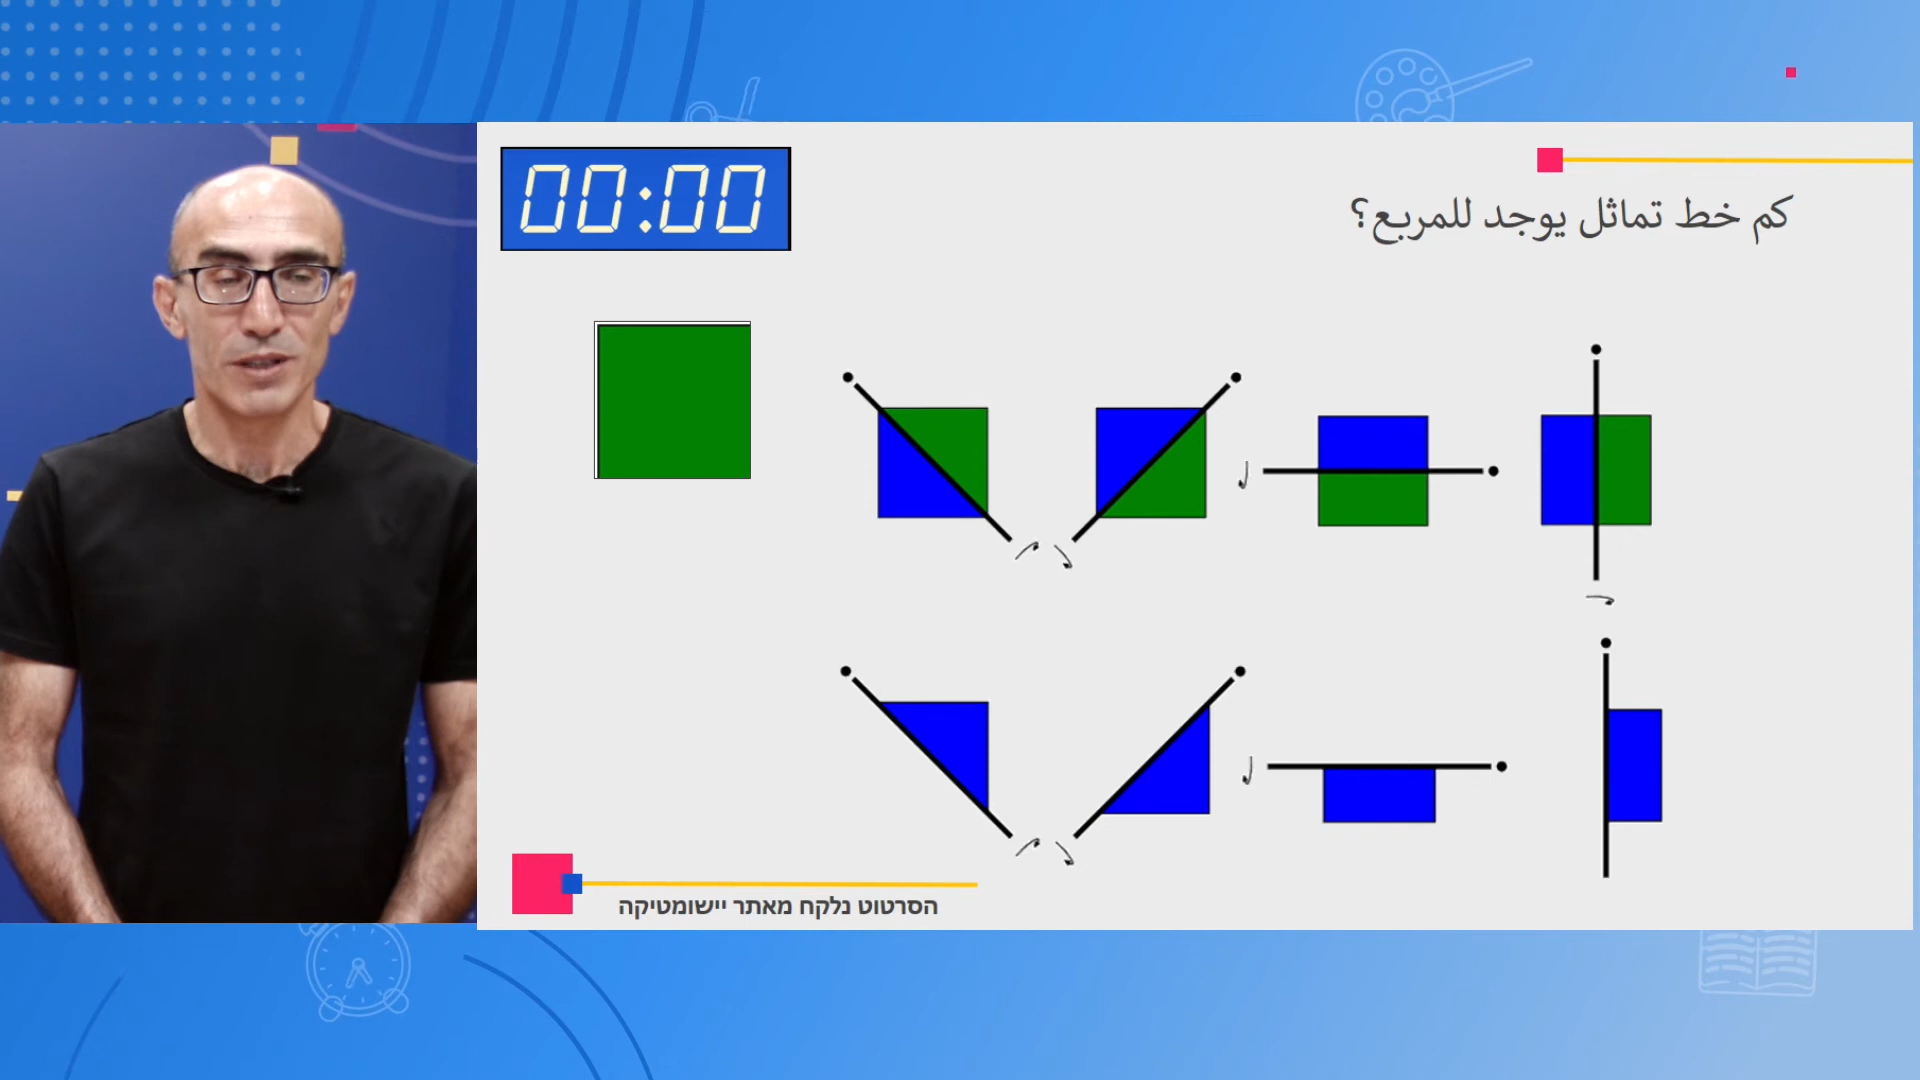 00:00
كم خط تماثل يوجد للمربع؟
הסרטוט נלקח מאתר יישומטיקה